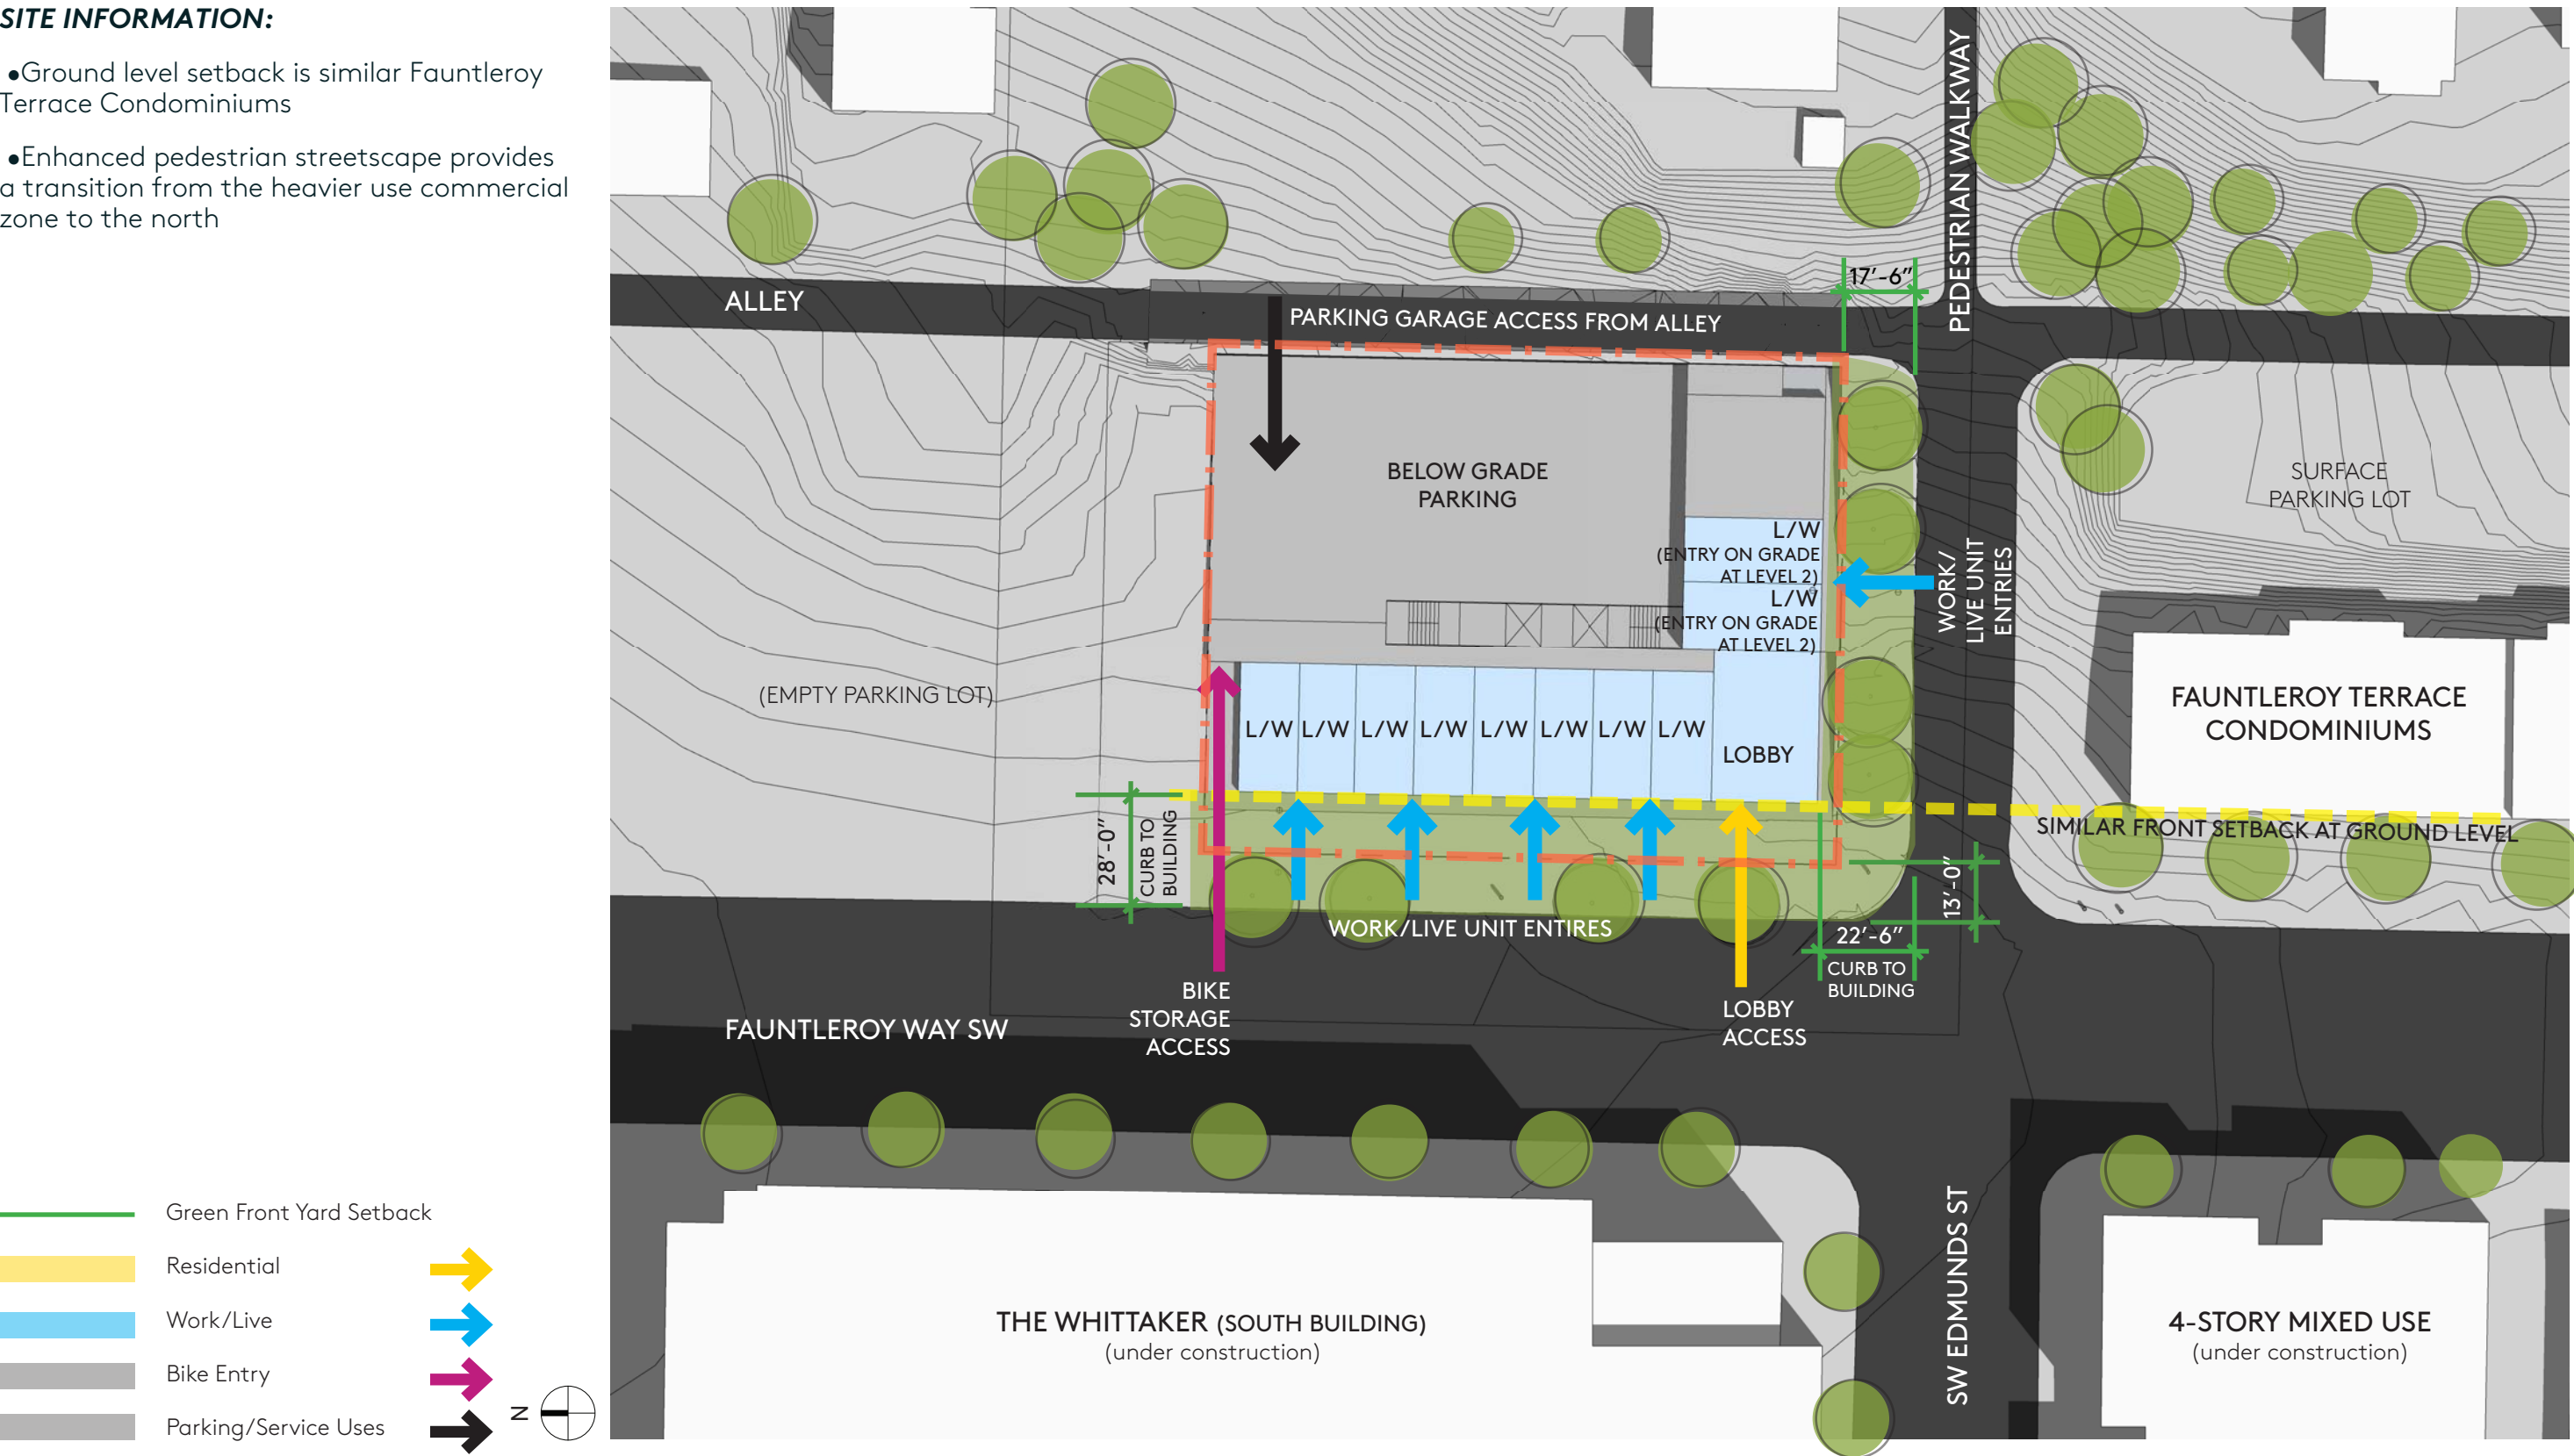 SITE INFORMATION:
•Ground level setback is similar Fauntleroy
Terrace Condominiums
•Enhanced pedestrian streetscape provides
a transition from the heavier use commercial
zone to the north
PEDESTRIAN WALKWAY
17'-6"
ALLEY
PARKING GARAGE ACCESS FROM ALLEY
BELOW GRADE
PARKING
SURFACE
PARKING LOT
L/W
(ENTRY ON GRADE
AT LEVEL 2)
L/W
(ENTRY ON GRADE
AT LEVEL 2)
WORK/
LIVE UNIT
ENTRIES
(EMPTY PARKING LOT)
FAUNTLEROY TERRACE
CONDOMINIUMS
L/W L/W L/W L/W L/W L/W L/W L/W
LOBBY
28'-0"
CURB TO
BUILDING
SIMILAR FRONT SETBACK AT GROUND LEVEL
13'-0"
WORK/LIVE UNIT ENTIRES
22'-6"
CURB TO
BUILDING
BIKE
STORAGE
ACCESS
LOBBY
ACCESS
FAUNTLEROY WAY SW
SW EDMUNDS ST
THE WHITTAKER (SOUTH BUILDING)
(under construction)
4-STORY MIXED USE
(under construction)
Green Front Yard Setback
Residential
Work/Live
Bike Entry
Parking/Service Uses
N